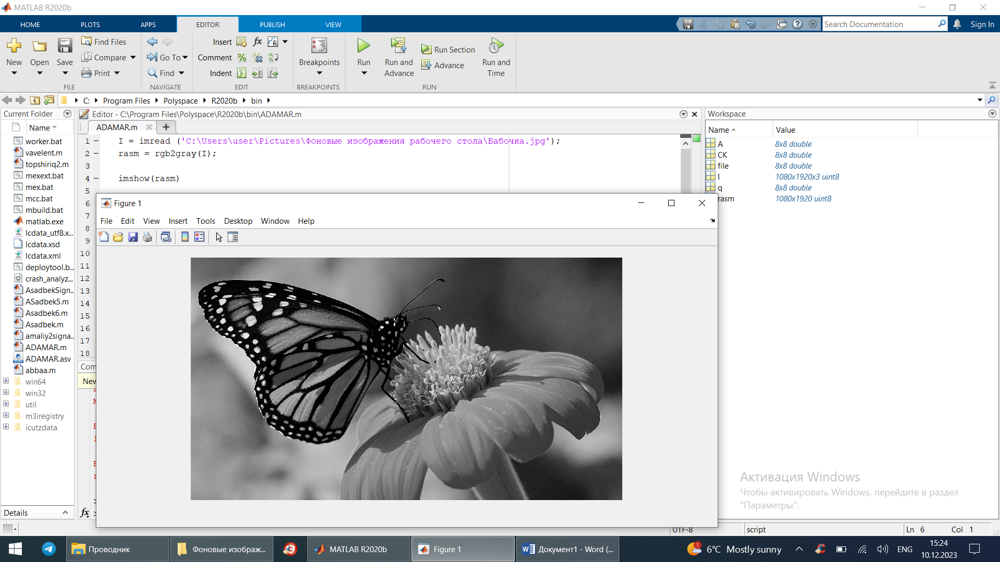 MATLAB R2020b
HOME PLOTS APPS EDITOR PUBLISH VIEW
Search Documentation
Sign In
New
Open
Save
Find Files
Compare
Print
FILE
Go To
Find
NAVIGATE
Insert
fx
fi
Comment
Indent
EDIT
Breakpoints
BREAKPOINTS
Run
Run and
Advance
Run Section
Advance
Run and
Time
RUN
C: Program Files Polyspace R2020b bin
Current Folder
Name
worker.bat
vavelent.m
topshiriq2.m
mexext.bat
mex.bat
mcc.bat
mbuild.bat
matlab.exe
lcdata_utf8.x...
lcdata.xsd
lcdata.xml
deploytool.b...
crash_analyz...
AsadbekSign...
ASadbek5.m
Asadbek6.m
Asadbek.m
amaliy2signa...
ADAMAR.m
ADAMAR.asv
abbaa.m
win64
win32
util
m3iregistry
icutzdata
Details
Editor - C:\Program Files\Polyspace\R2020b\bin\ADAMAR.m
ADAMAR.m
1 I = imread ('C:\Users\user\Pictures\Фоновые изображения рабочего стола\Бабочка.jpg');
2 rasm = rgb2gray(I);
3
4 imshow(rasm)
5
6
7
8
9
10
11
12
13
14
15
16
17
18
Com
New
fx
Figure 1
File Edit View Insert Tools Desktop Window Help
Workspace
Name Value
A 8x8 double
CK 8x8 double
file 8x8 double
I 1080x1920x3 uint8
q 8x8 double
rasm 1080x1920 uint8
Активация Windows
Чтобы активировать Windows, перейдите в раздел
"Параметры".
UTF-8 script Ln 6 Col 1
Проводник
Фоновые изображ...
MATLAB R2020b
Figure 1
Документ1 - Word (...
1
6°C Mostly sunny
ENG
15:24
10.12.2023